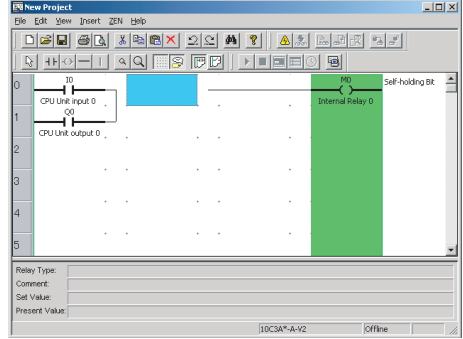 New Project
File Edit View Insert ZEN Help
0 I0 M0 Self-holding Bit
CPU Unit input 0 Internal Relay 0
1 Q0
CPU Unit output 0
2
3
4
5
Relay Type:
Comment:
Set Value:
Present Value:
10C3A*-A-V2 Offline